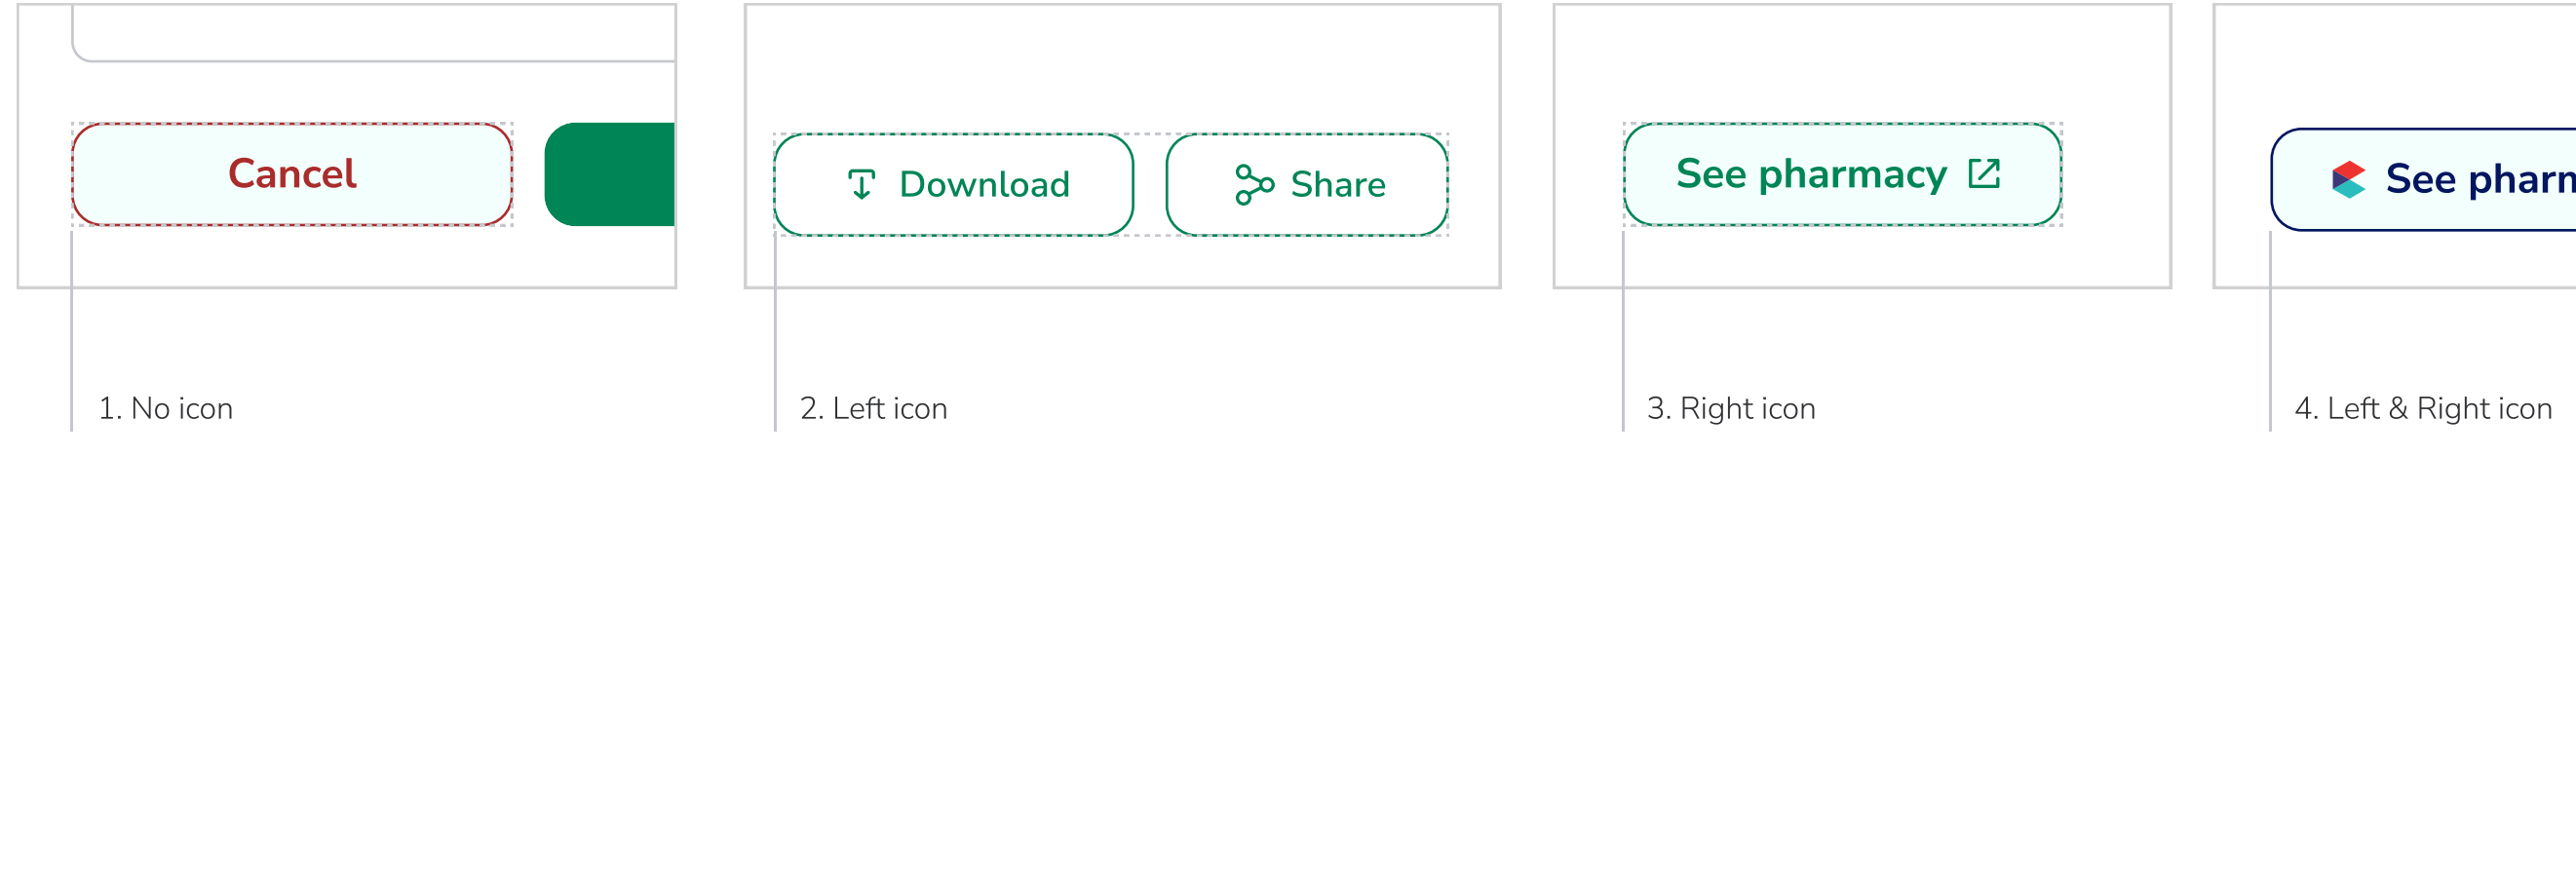 Cancel
Download
Share
See pharmacy
See
1. No icon
2. Left icon
3. Right icon
4. Left & Right icon